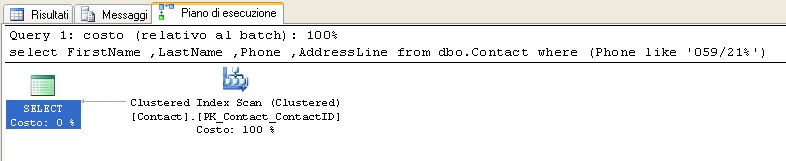 Risultati Messaggi Piano di esecuzione
Query 1: costo (relativo al batch): 100%
select FirstName ,LastName ,Phone ,AddressLine from dbo.Contact where (Phone like '059/21%')
SELECT
Costo: 0 %
Clustered Index Scan (Clustered)
[Contact].[PK_Contact_ContactID]
Costo: 100 %